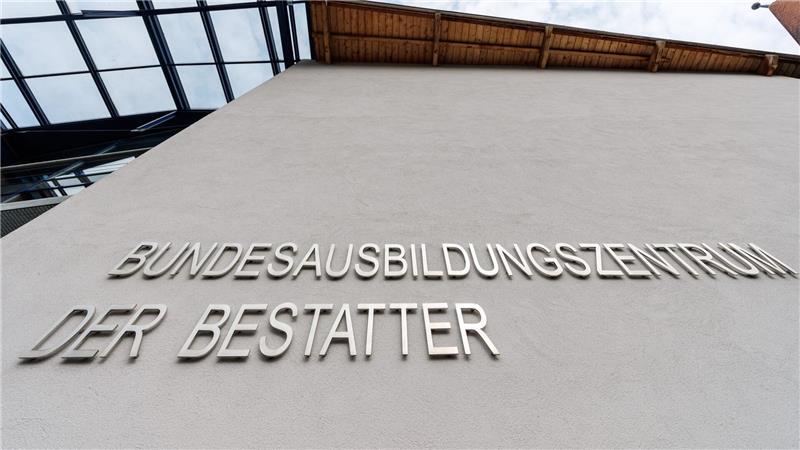 BUNDESAUSBILDUNGSZENTRUM
DER BESTATTER